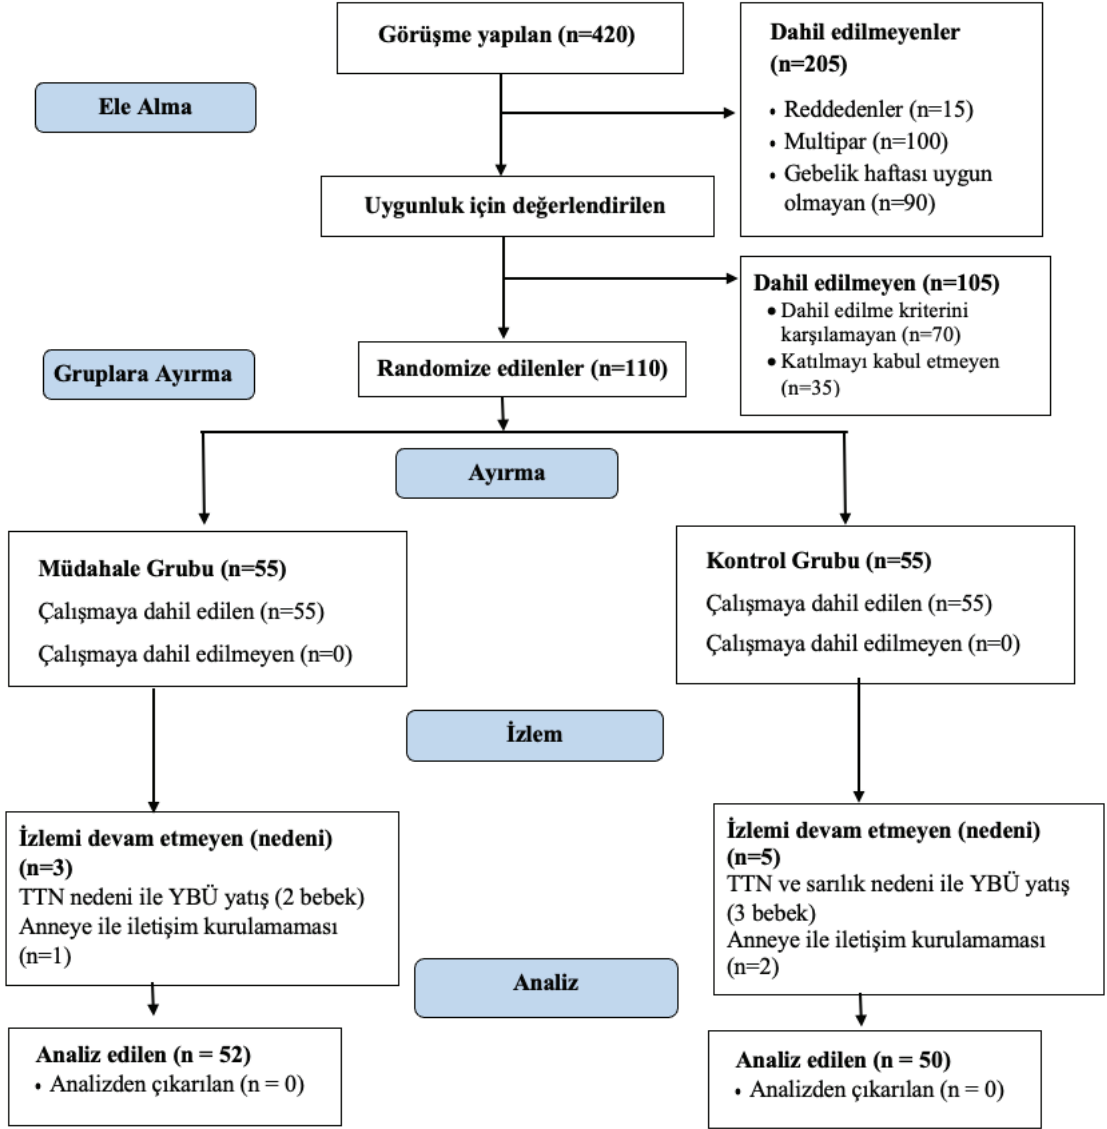 Görüşme yapılan (n=420)
Dahil edilmeyenler
(n=205)
• Reddedenler (n=15)
• Multipar (n=100)
• Gebelik haftası uygun
olmayan (n=90)
Ele Alma
Uygunluk için değerlendirilen
Dahil edilmeyen (n=105)
• Dahil edilme kriterini
karşılamayan (n=70)
• Katılmayı kabul etmeyen
(n=35)
Gruplara Ayırma
Randomize edilenler (n=110)
Ayırma
Müdahale Grubu (n=55)
Çalışmaya dahil edilen (n=55)
Çalışmaya dahil edilmeyen (n=0)
Kontrol Grubu (n=55)
Çalışmaya dahil edilen (n=55)
Çalışmaya dahil edilmeyen (n=0)
İzlem
İzlemi devam etmeyen (nedeni)
(n=3)
TTN nedeni ile YBÜ yatış (2 bebek)
Anneye ile iletişim kurulamaması
(n=1)
İzlemi devam etmeyen (nedeni)
(n=5)
TTN ve sarılık nedeni ile YBÜ yatış
(3 bebek)
Anneye ile iletişim kurulamaması
(n=2)
Analiz
Analiz edilen (n = 52)
• Analizden çıkarılan (n = 0)
Analiz edilen (n = 50)
• Analizden çıkarılan (n = 0)